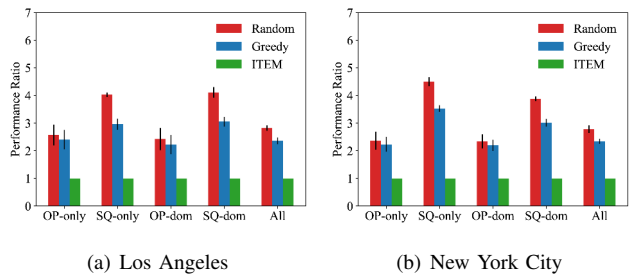 7
6
5
4
3
2
1
0
Performance Ratio
Random
Greedy
ITEM
OP-only SQ-only OP-dom SQ-dom All
(a) Los Angeles
7
6
5
4
3
2
1
0
Performance Ratio
Random
Greedy
ITEM
OP-only SQ-only OP-dom SQ-dom All
(b) New York City